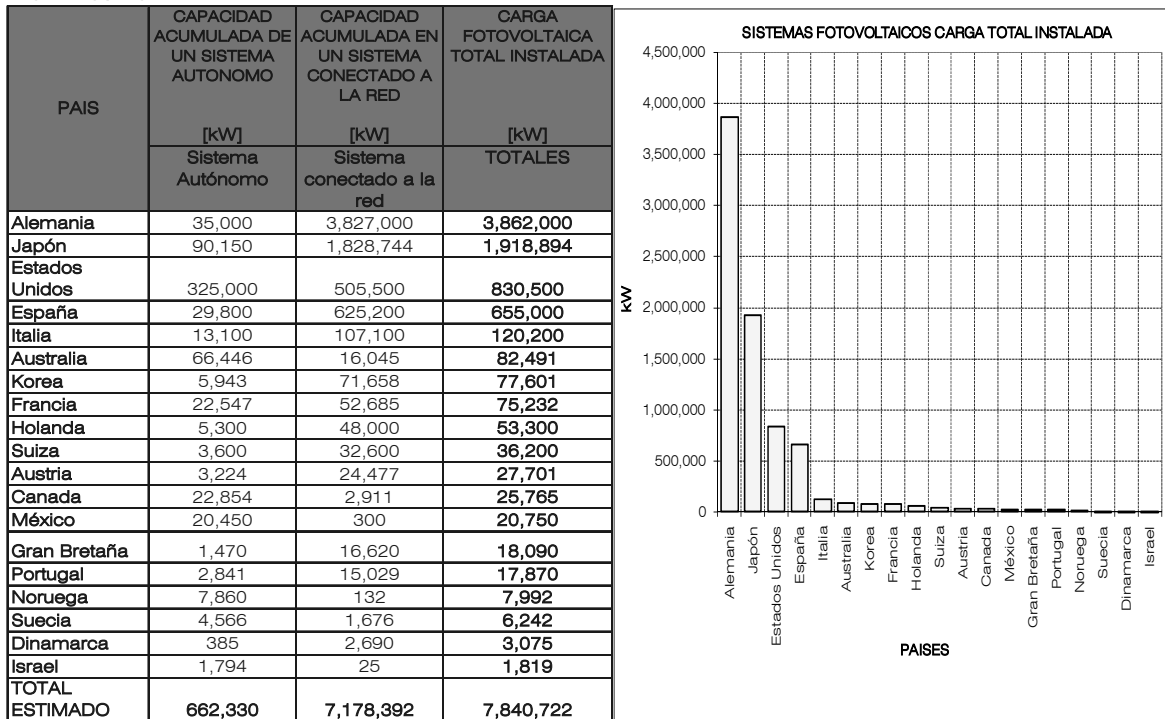 PAIS
CAPACIDAD
ACUMULADA DE
UN SISTEMA
AUTONOMO
[kW]
CAPACIDAD
ACUMULADA EN
UN SISTEMA
CONECTADO A
LA RED
[kW]
CARGA
FOTOVOLTAICA
TOTAL INSTALADA
[kW]
Sistema
Autónomo
Sistema
conectado a la
red
TOTALES
Alemania 35,000 3,827,000 3,862,000
Japón 90,150 1,828,744 1,918,894
Estados
Unidos 325,000 505,500 830,500
España 29,800 625,200 655,000
Italia 13,100 107,100 120,200
Australia 66,446 16,045 82,491
Korea 5,943 71,658 77,601
Francia 22,547 52,685 75,232
Holanda 5,300 48,000 53,300
Suiza 3,600 32,600 36,200
Austria 3,224 24,477 27,701
Canada 22,854 2,911 25,765
México 20,450 300 20,750
Gran Bretaña 1,470 16,620 18,090
Portugal 2,841 15,029 17,870
Noruega 7,860 132 7,992
Suecia 4,566 1,676 6,242
Dinamarca 385 2,690 3,075
Israel 1,794 25 1,819
TOTAL
ESTIMADO 662,330 7,178,392 7,840,722
SISTEMAS FOTOVOLTAICOS CARGA TOTAL INSTALADA
4,500,000
4,000,000
3,500,000
3,000,000
2,500,000
2,000,000
1,500,000
1,000,000
500,000
0
kW
Alemania
Japón
Estados Unidos
España
Italia
Australia
Korea
Francia
Holanda
Suiza
Austria
Canada
México
Gran Bretaña
Portugal
Noruega
Suecia
Dinamarca
Israel
PAISES